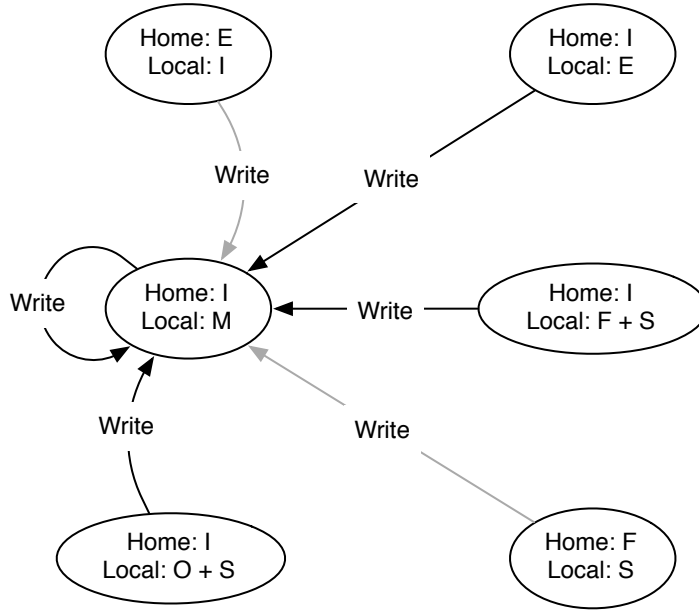 Home: E
Local: I
Home: I
Local: E
Write
Write
Write
Home: I
Local: M
Write
Home: I
Local: F + S
Write
Write
Home: I
Local: O + S
Home: F
Local: S